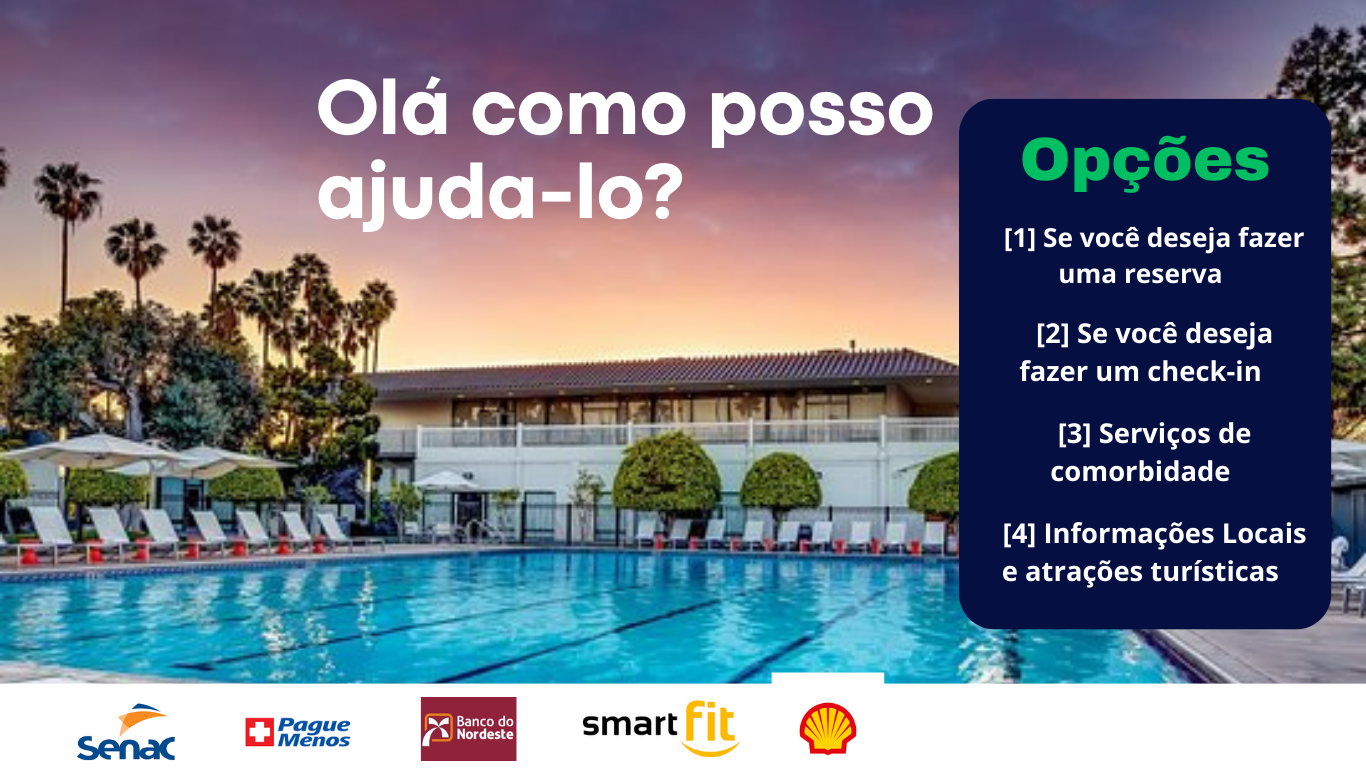 Olá como posso
ajuda-lo?
Opções
[1] Se você deseja fazer
uma reserva
[2] Se você deseja
fazer um check-in
[3] Serviços de
comorbidade
[4] Informações Locais
e atrações turísticas
Senac
Pague
Menos
Banco do
Nordeste
smart fit